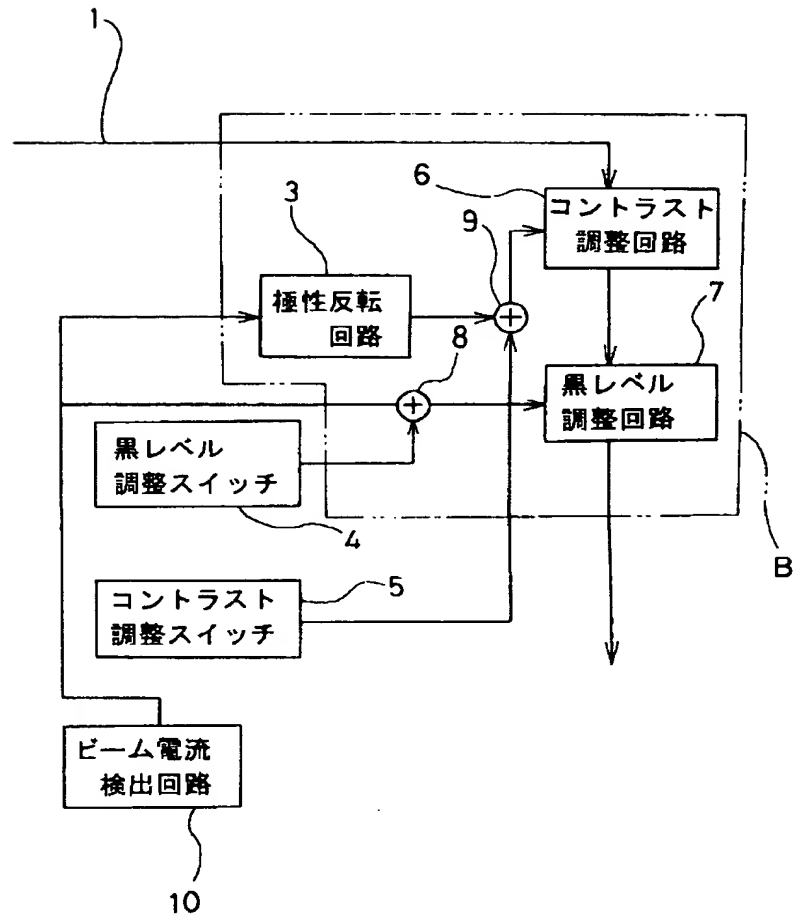 1
6
コントラスト
調整回路
3
9
極性反転
回路
8
7
黒レベル
調整回路
黒レベル
調整スイッチ
4
B
コントラスト
調整スイッチ
5
ビーム電流
検出回路
10